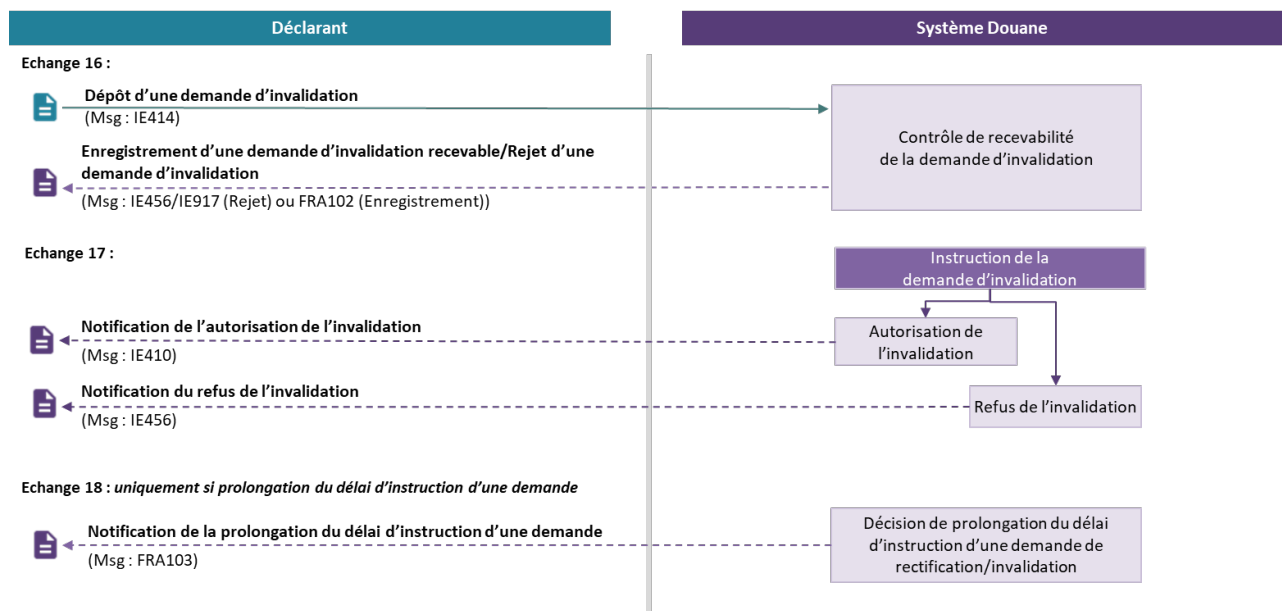 Déclarant
Système Douane
Echange 16 :
Dépôt d’une demande d’invalidation
(Msg : IE414)
Enregistrement d’une demande d’invalidation recevable/Rejet d’une
demande d’invalidation
(Msg : IE456/IE917 (Rejet) ou FRA102 (Enregistrement))
Contrôle de recevabilité
de la demande d’invalidation
Echange 17 :
Instruction de la
demande d’invalidation
Notification de l’autorisation de l’invalidation
(Msg : IE410)
Autorisation de
l’invalidation
Notification du refus de l’invalidation
(Msg : IE456)
Refus de l’invalidation
Echange 18 : uniquement si prolongation du délai d’instruction d’une demande
Notification de la prolongation du délai d’instruction d’une demande
(Msg : FRA103)
Décision de prolongation du délai
d’instruction d’une demande de
rectification/invalidation